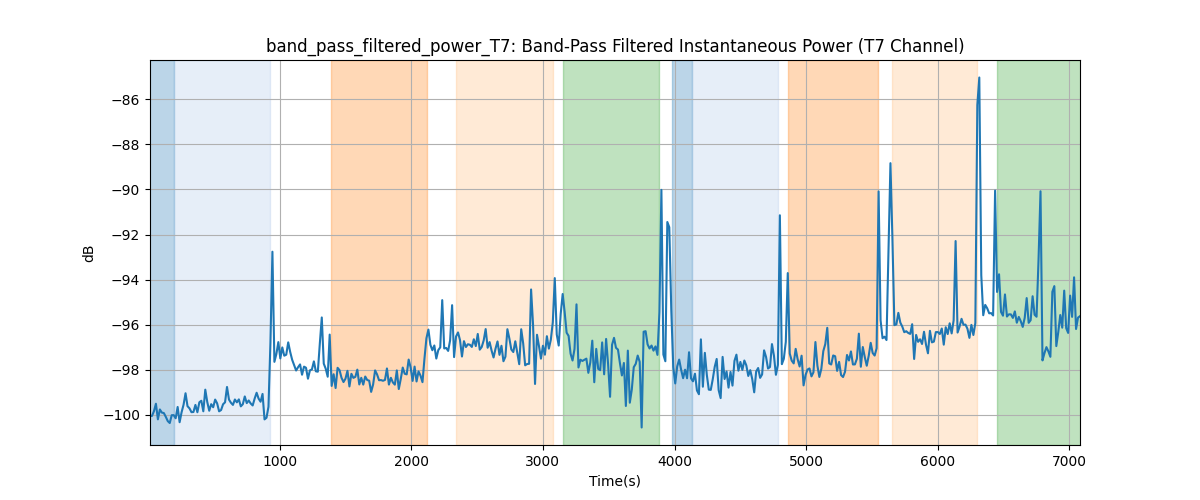 band_pass_filtered_power_T7: Band-Pass Filtered Instantaneous Power (T7 Channel)
−86
−88
−90
−92
−94
−96
−98
−100
dB
1000 2000 3000 4000 5000 6000 7000
Time(s)